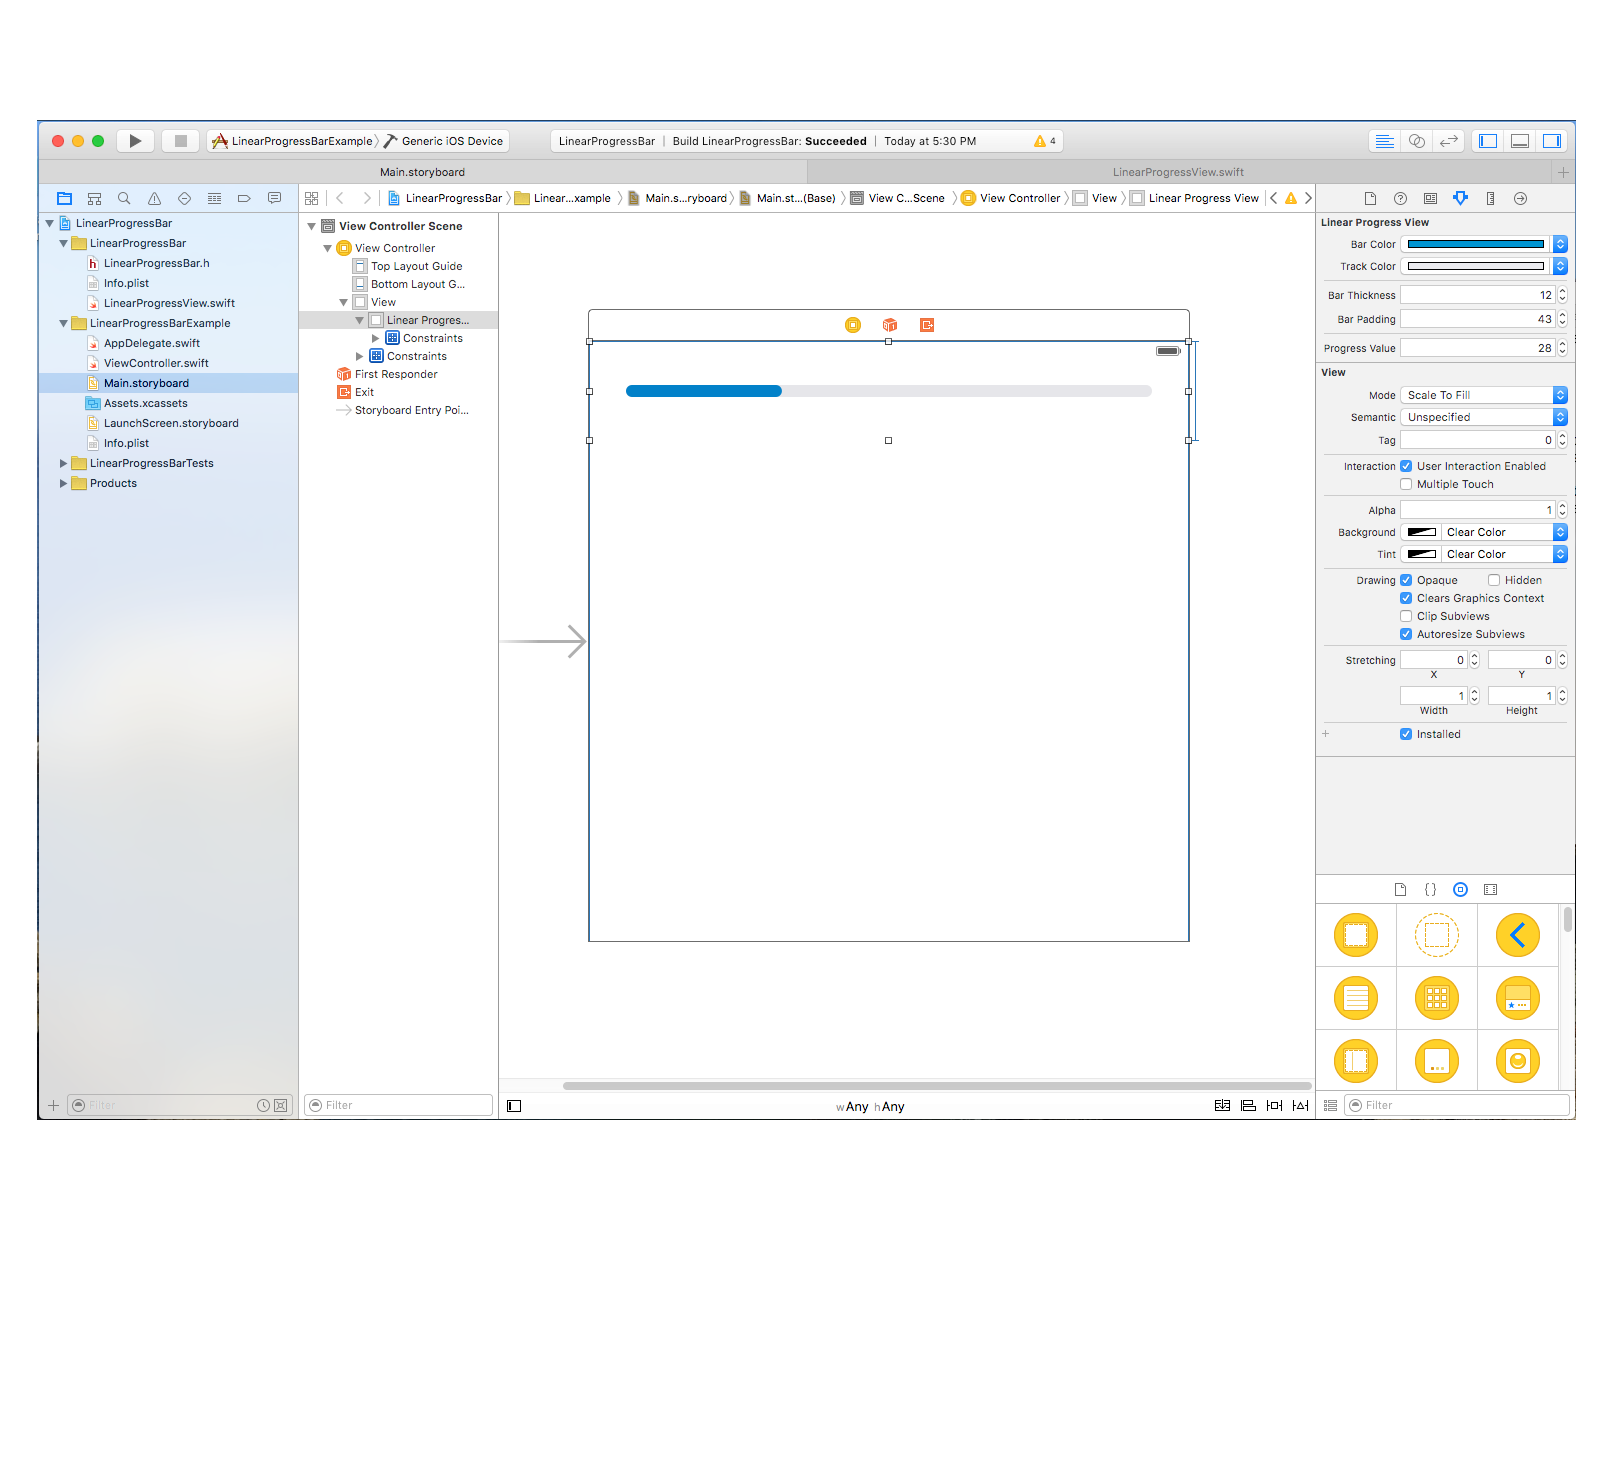 LinearProgressBarExample Generic iOS Device
LinearProgressBar | Build LinearProgressBar: Succeeded | Today at 5:30 PM 4
Main.storyboard
LinearProgressView.swift
LinearProgressBar Linear...xample Main.s...ryboard Main.st...(Base) View C...Scene View Controller View Linear Progress View
LinearProgressBar
LinearProgressBar
LinearProgressBar.h
Info.plist
LinearProgressView.swift
LinearProgressBarExample
AppDelegate.swift
ViewController.swift
Main.storyboard
Assets.xcassets
LaunchScreen.storyboard
Info.plist
LinearProgressBarTests
Products
Filter
View Controller Scene
View Controller
Top Layout Guide
Bottom Layout G...
View
Linear Progres...
Constraints
Constraints
First Responder
Exit
Storyboard Entry Poi...
Filter
wAny hAny
Linear Progress View
Bar Color
Track Color
Bar Thickness 12
Bar Padding 43
Progress Value 28
View
Mode Scale To Fill
Semantic Unspecified
Tag 0
Interaction User Interaction Enabled
Multiple Touch
Alpha 1
Background Clear Color
Tint Clear Color
Drawing Opaque Hidden
Clears Graphics Context
Clip Subviews
Autoresize Subviews
Stretching 0 0
X Y
1 1
Width Height
Installed
Filter